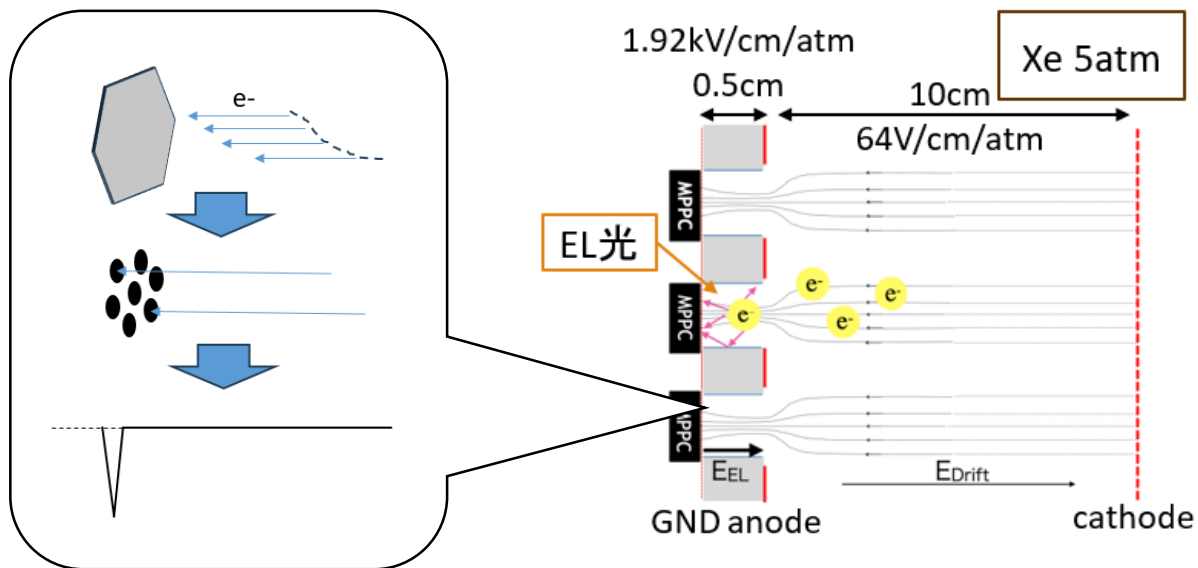 e-
1.92kV/cm/atm
0.5cm
Xe 5atm
10cm
64V/cm/atm
MPPC
EL光
e-
e-
e-
e-
MPPC
MPPC
EEL
EDrift
GND anode
cathode